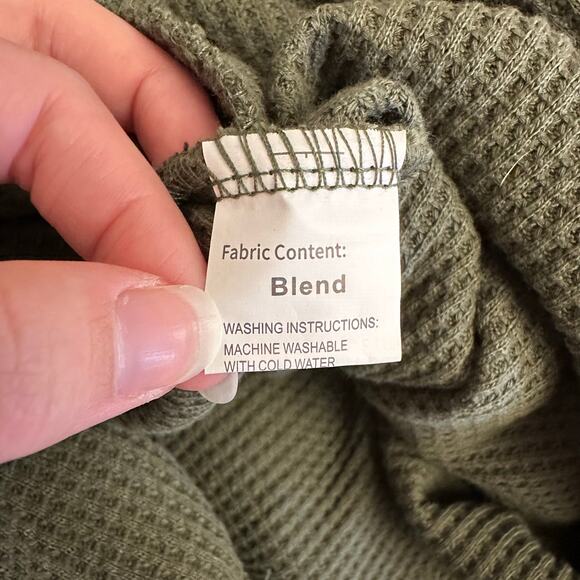 Fabric Content:
Blend
WASHING INSTRUCTIONS:
MACHINE WASHABLE
WITH COLD WATER